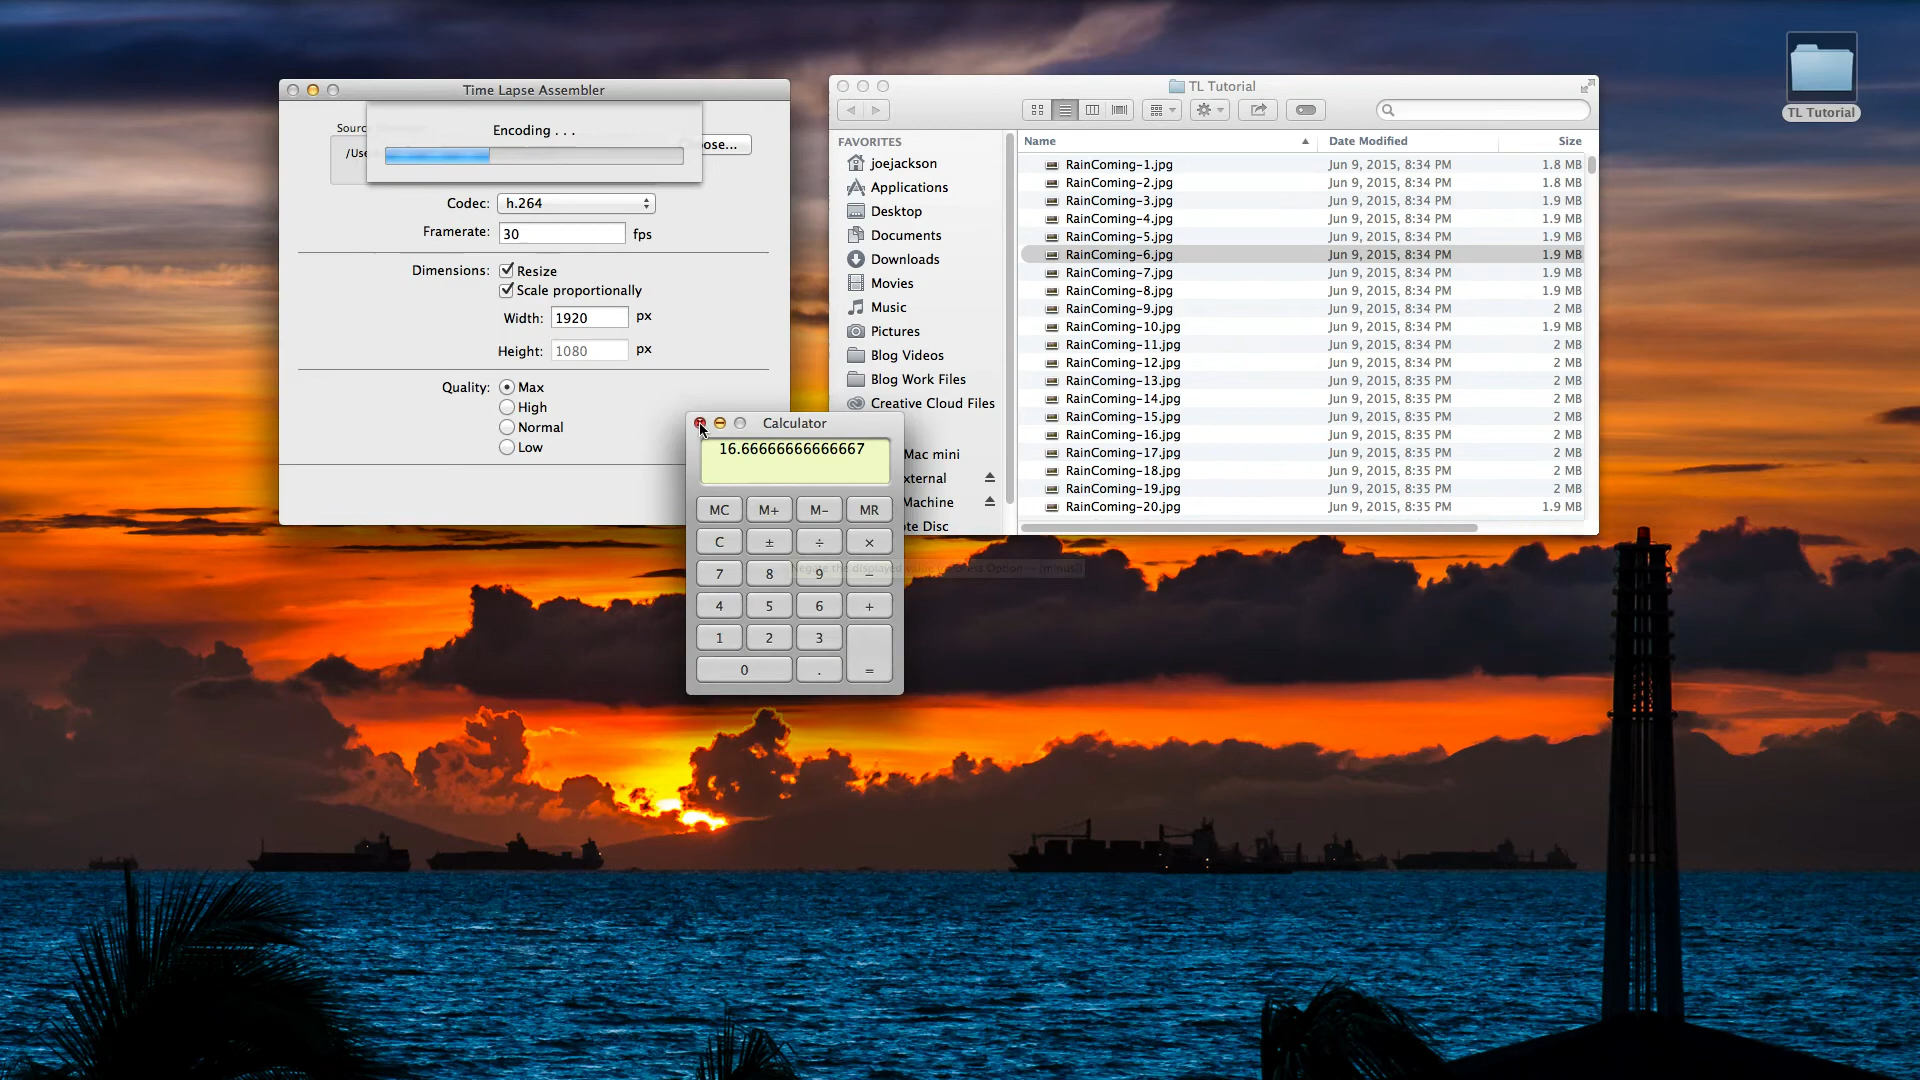 Time Lapse Assembler
Encoding . . .
/Use
oose...
Codec: h.264
Framerate: 30 fps
Dimensions: Resize
Scale proportionally
Width: 1920 px
Height: 1080 px
Quality: Max
High
Normal
Low
Calculator
16.66666666666667
MC M+ M- MR
C ± ÷ ×
7 8 9 −
4 5 6 +
1 2 3
0 . =
TL Tutorial
FAVORITES
joejackson
Applications
Desktop
Documents
Downloads
Movies
Music
Pictures
Blog Videos
Blog Work Files
Creative Cloud Files
Mac mini
xternal
Machine
ote Disc
Name Date Modified Size
RainComing-1.jpg Jun 9, 2015, 8:34 PM 1.8 MB
RainComing-2.jpg Jun 9, 2015, 8:34 PM 1.8 MB
RainComing-3.jpg Jun 9, 2015, 8:34 PM 1.9 MB
RainComing-4.jpg Jun 9, 2015, 8:34 PM 1.9 MB
RainComing-5.jpg Jun 9, 2015, 8:34 PM 1.9 MB
RainComing-6.jpg Jun 9, 2015, 8:34 PM 1.9 MB
RainComing-7.jpg Jun 9, 2015, 8:34 PM 1.9 MB
RainComing-8.jpg Jun 9, 2015, 8:34 PM 1.9 MB
RainComing-9.jpg Jun 9, 2015, 8:34 PM 2 MB
RainComing-10.jpg Jun 9, 2015, 8:34 PM 1.9 MB
RainComing-11.jpg Jun 9, 2015, 8:34 PM 2 MB
RainComing-12.jpg Jun 9, 2015, 8:34 PM 2 MB
RainComing-13.jpg Jun 9, 2015, 8:35 PM 2 MB
RainComing-14.jpg Jun 9, 2015, 8:35 PM 2 MB
RainComing-15.jpg Jun 9, 2015, 8:35 PM 2 MB
RainComing-16.jpg Jun 9, 2015, 8:35 PM 2 MB
RainComing-17.jpg Jun 9, 2015, 8:35 PM 2 MB
RainComing-18.jpg Jun 9, 2015, 8:35 PM 2 MB
RainComing-19.jpg Jun 9, 2015, 8:35 PM 2 MB
RainComing-20.jpg Jun 9, 2015, 8:35 PM 1.9 MB
TL Tutorial